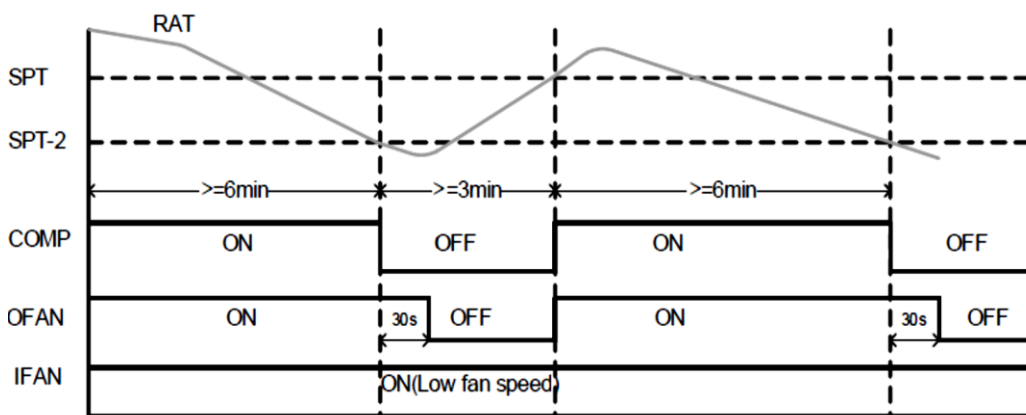 RAT
SPT
SPT-2
>=6min >=3min >=6min
COMP ON OFF ON OFF
OFAN ON 30s OFF ON 30s OFF
IFAN ON(Low fan speed)